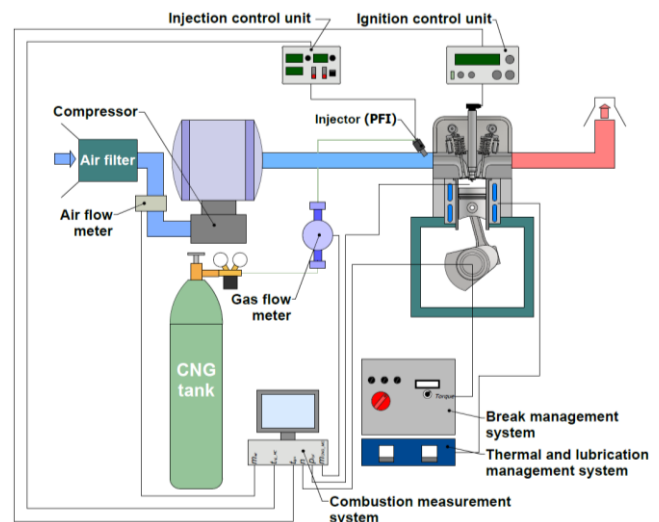 Injection control unit
Ignition control unit
Compressor
Injector (PFI)
Air filter
Air flow
meter
Gas flow
meter
CNG
tank
Torque
Break management
system
Thermal and lubrication
management system
Combustion measurement
system